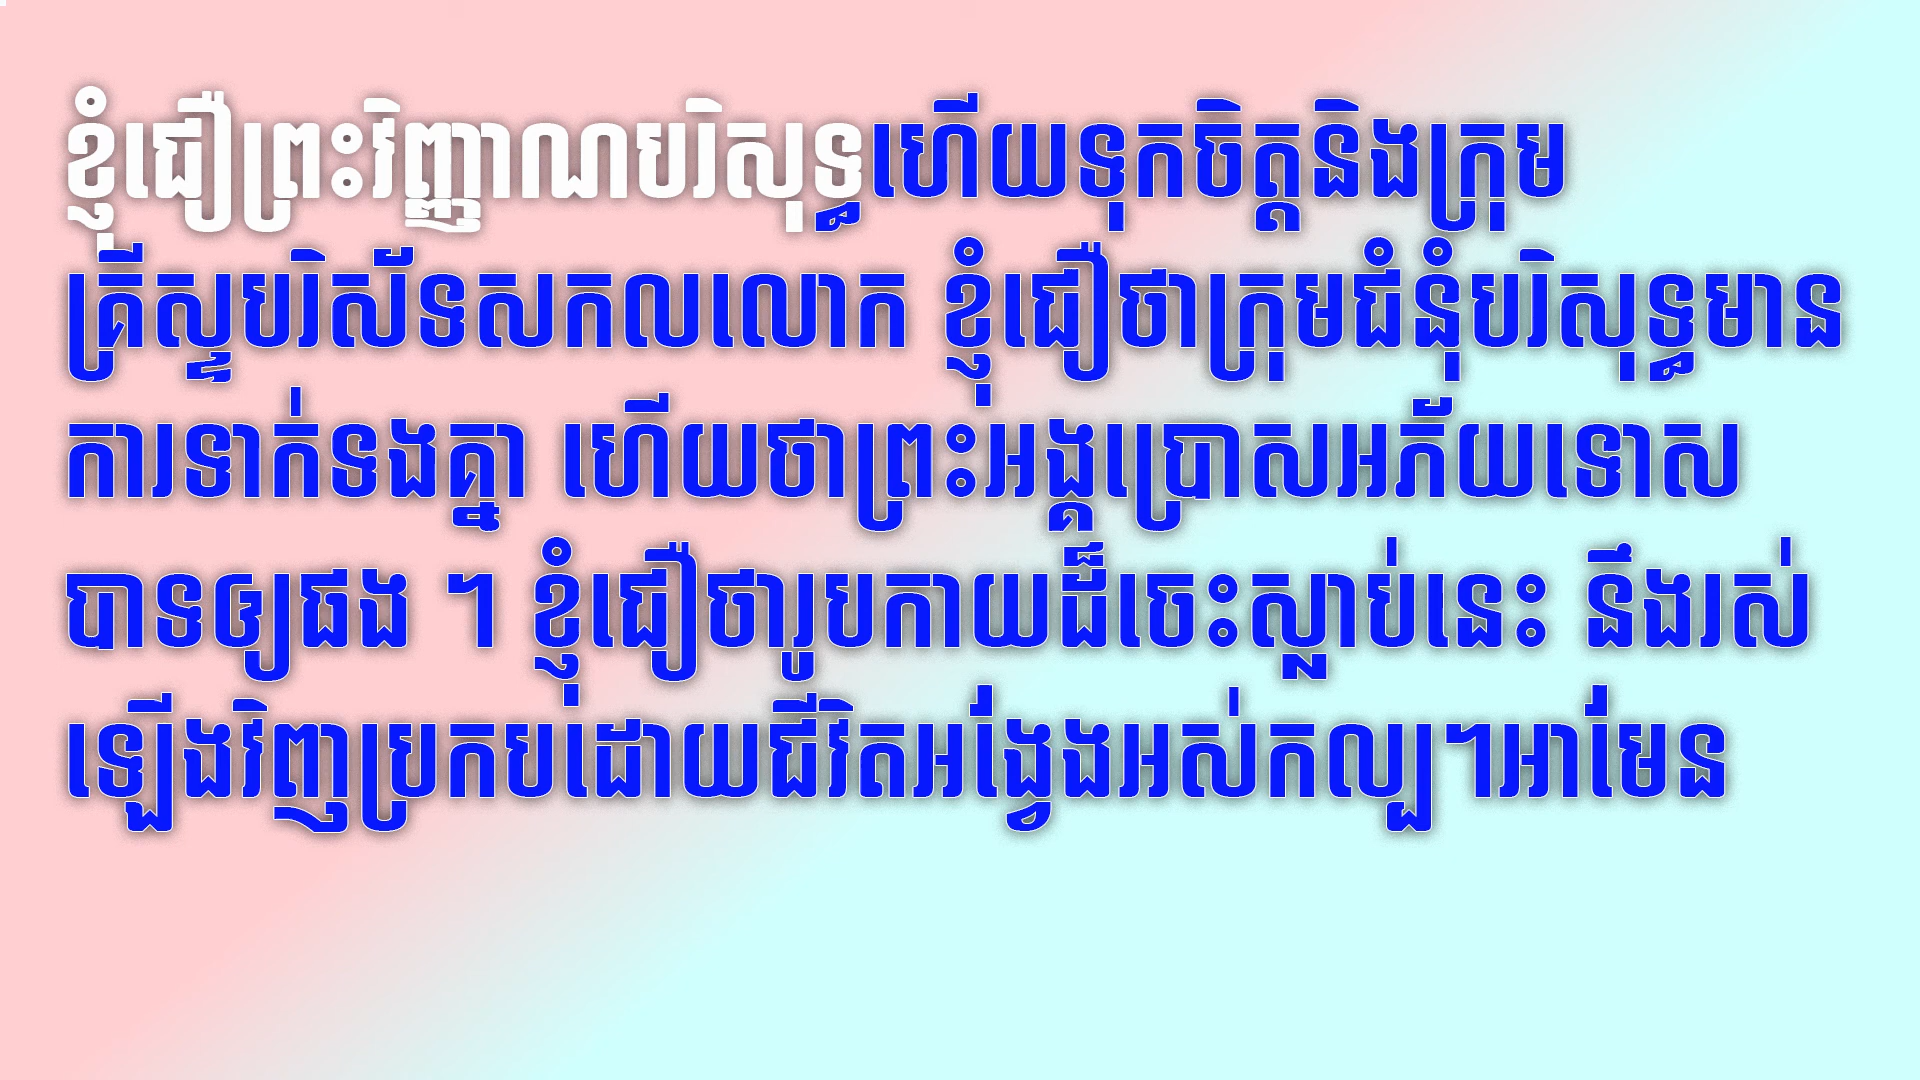 ខ្ញុំជឿព្រះវិញ្ញាណបរិសុទ្ធហើយទុកចិត្តនិងក្រុម
គ្រីស្ទបរិស័ទសកលលោក ខ្ញុំជឿថាក្រុមជំនុំបរិសុទ្ធមាន
ការទាក់ទងគ្នា ហើយថាព្រះអង្គប្រោសអភ័យទោស
បាទឲ្យផង ៗ ខ្ញុំជឿថារូបកាយដ៏ចេះស្លាប់នេះ នឹងរស់
ឡើងវិញប្រកបដោយជីវិតអង្វែងអស់កល្ប។អាម៉ែន